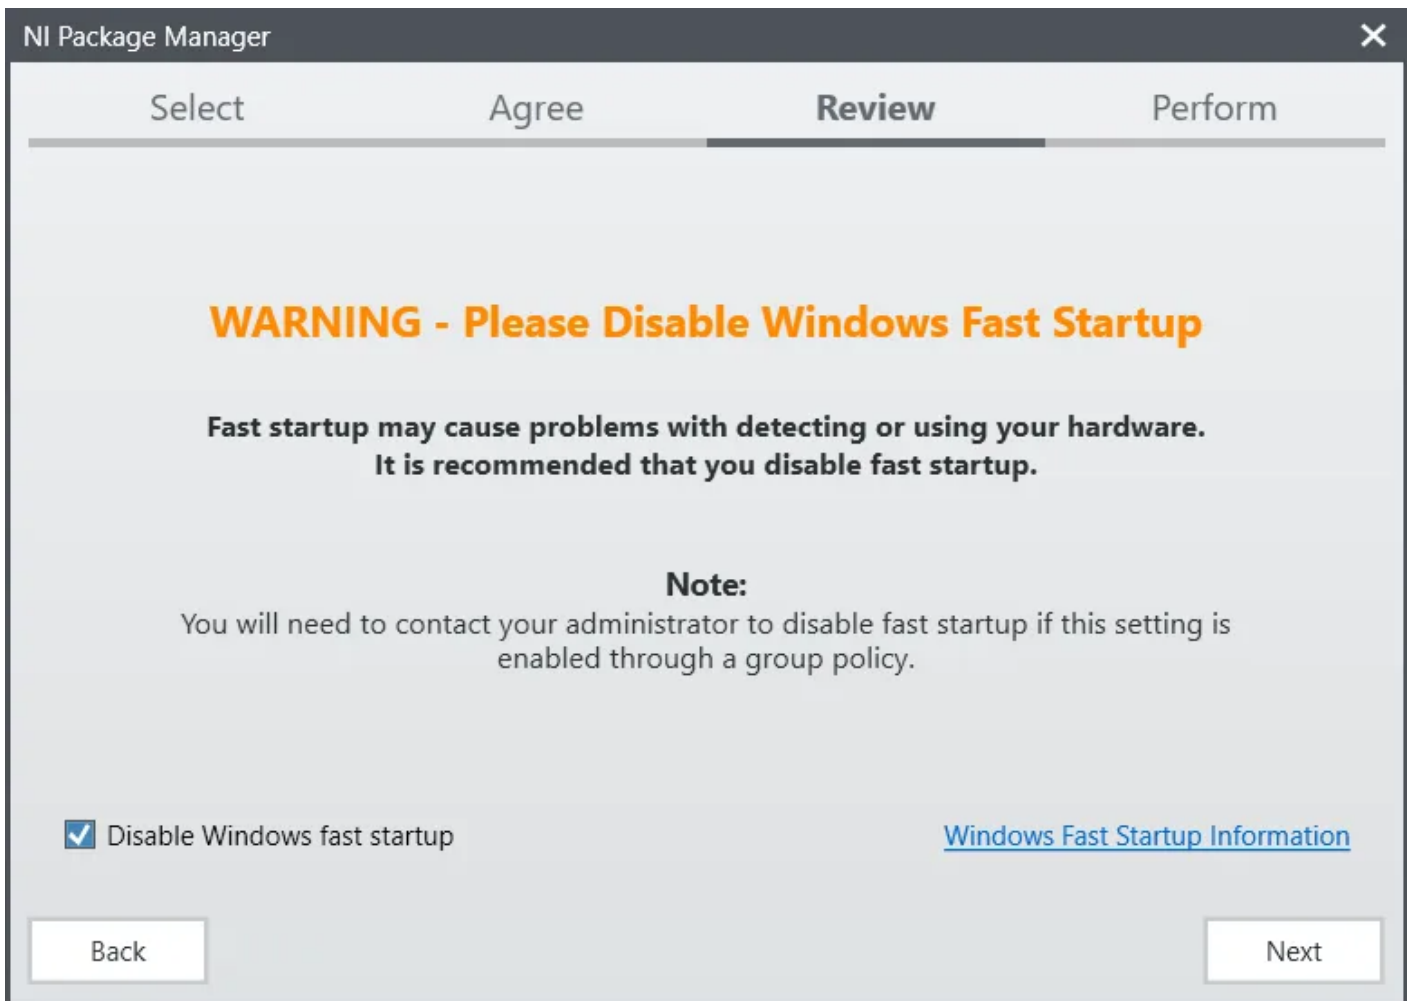 NI Package Manager
Select
Agree
Review
Perform
WARNING - Please Disable Windows Fast Startup
Fast startup may cause problems with detecting or using your hardware.
It is recommended that you disable fast startup.
Note:
You will need to contact your administrator to disable fast startup if this setting is
enabled through a group policy.
Disable Windows fast startup
Windows Fast Startup Information
Back
Next